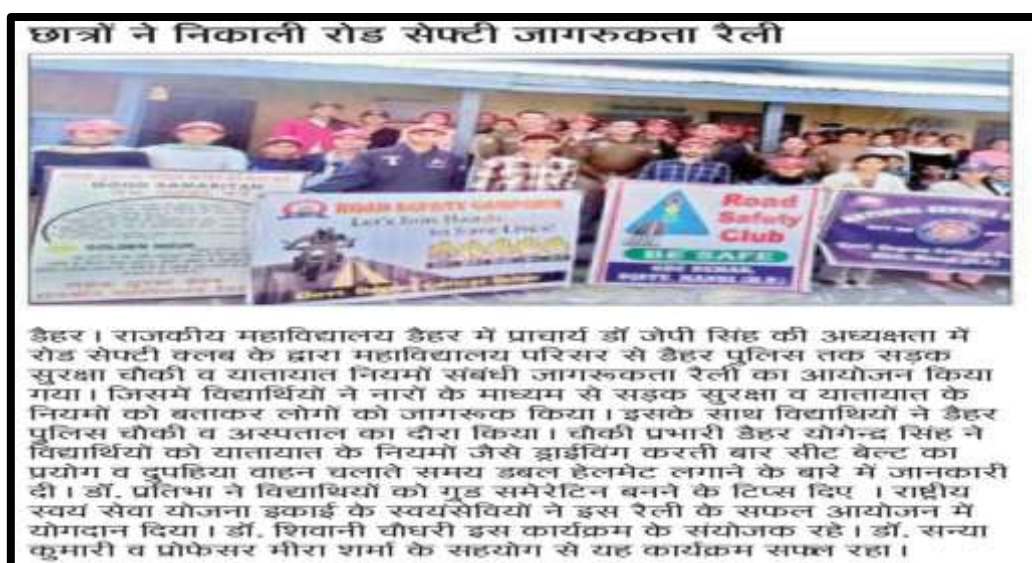 छात्रों ने निकाली रोड सेफ्टी जागरुकता रैली
GOOD SAMARITAN
GOLDEN HOUR
ROAD SAFETY CAMPAIGN
Let's Join Hands
to Save Lives!
Road
Safety
Club
BE SAFE
डैहर। राजकीय महाविद्यालय डैहर में प्राचार्य डॉ जेपी सिंह की अध्यक्षता में
रोड सेफ्टी क्लब के द्वारा महाविद्यालय परिसर से डैहर पुलिस तक सड़क
सुरक्षा चौकी व यातायात नियमों संबंधी जागरूकता रैली का आयोजन किया
गया। जिसमें विद्यार्थियों ने नारों के माध्यम से सड़क सुरक्षा व यातायात के
नियमों को बताकर लोगों को जागरूक किया। इसके साथ विद्यार्थियों ने डैहर
पुलिस चौकी व अस्पताल का दौरा किया। चौकी प्रभारी डैहर योगेन्द्र सिंह ने
विद्यार्थियों को यातायात के नियमों जैसे ड्राईविंग करती बार सीट बेल्ट का
प्रयोग व दुपहिया वाहन चलाते समय डबल हेलमेट लगाने के बारे में जानकारी
दी। डॉ. प्रतिभा ने विद्यार्थियों को गुड समेरेटिन बनने के टिप्स दिए । राष्ट्रीय
स्वयं सेवा योजना इकाई के स्वयंसेवियों ने इस रैली के सफल आयोजन में
योगदान दिया। डॉ. शिवानी चौधरी इस कार्यक्रम के संयोजक रहे। डॉ. सन्या
कुमारी व प्रोफेसर मीरा शर्मा के सहयोग से यह कार्यक्रम सफल रहा।